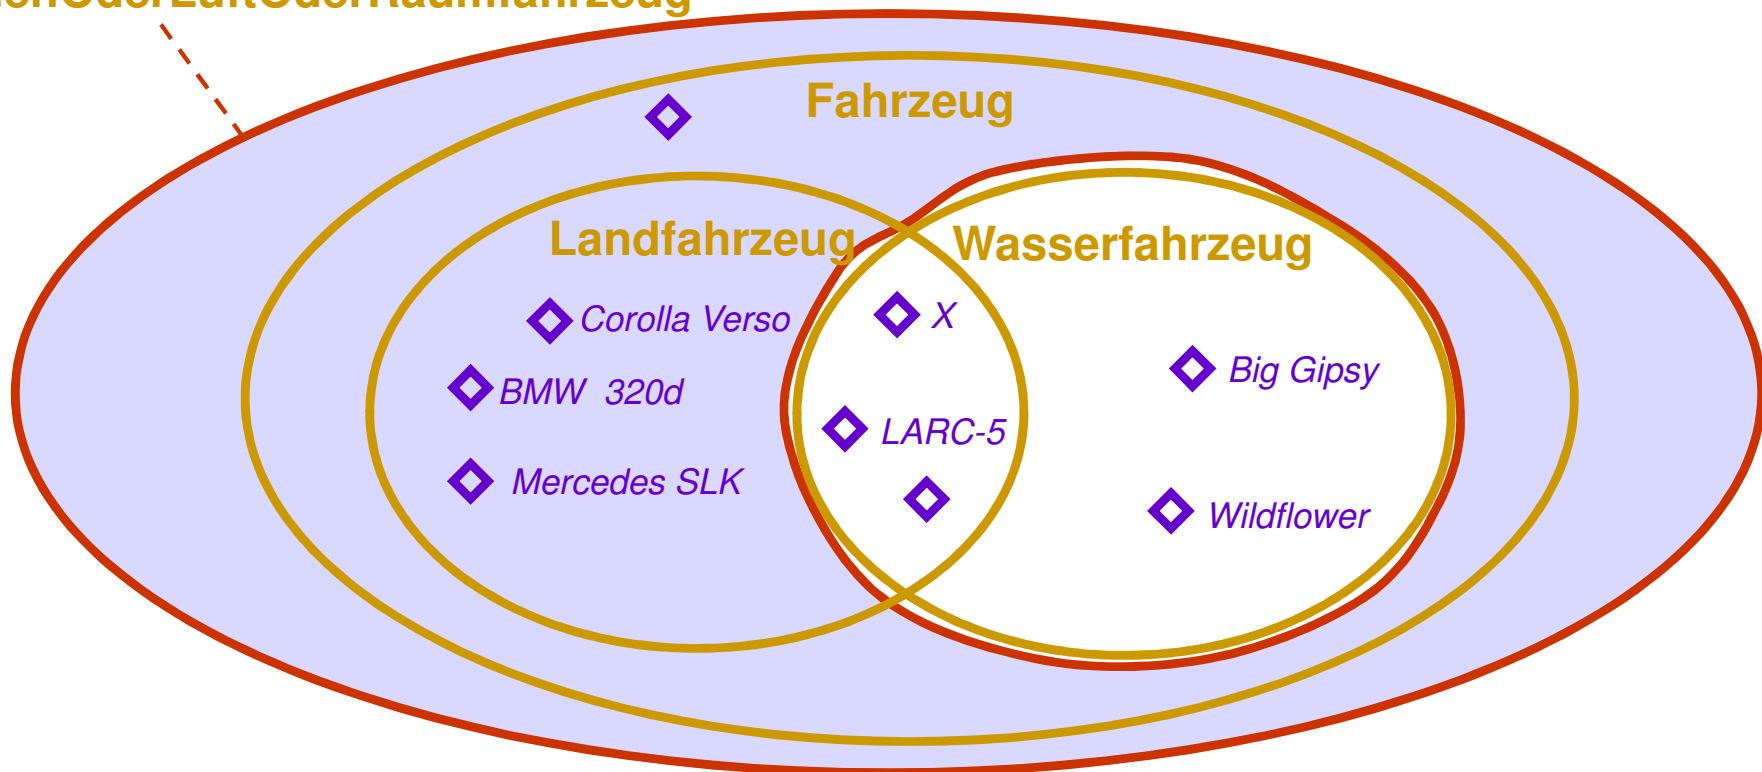 Fahrzeug
Landfahrzeug
Wasserfahrzeug
Corolla Verso
X
BMW 320d
Big Gipsy
LARC-5
Mercedes SLK
Wildflower